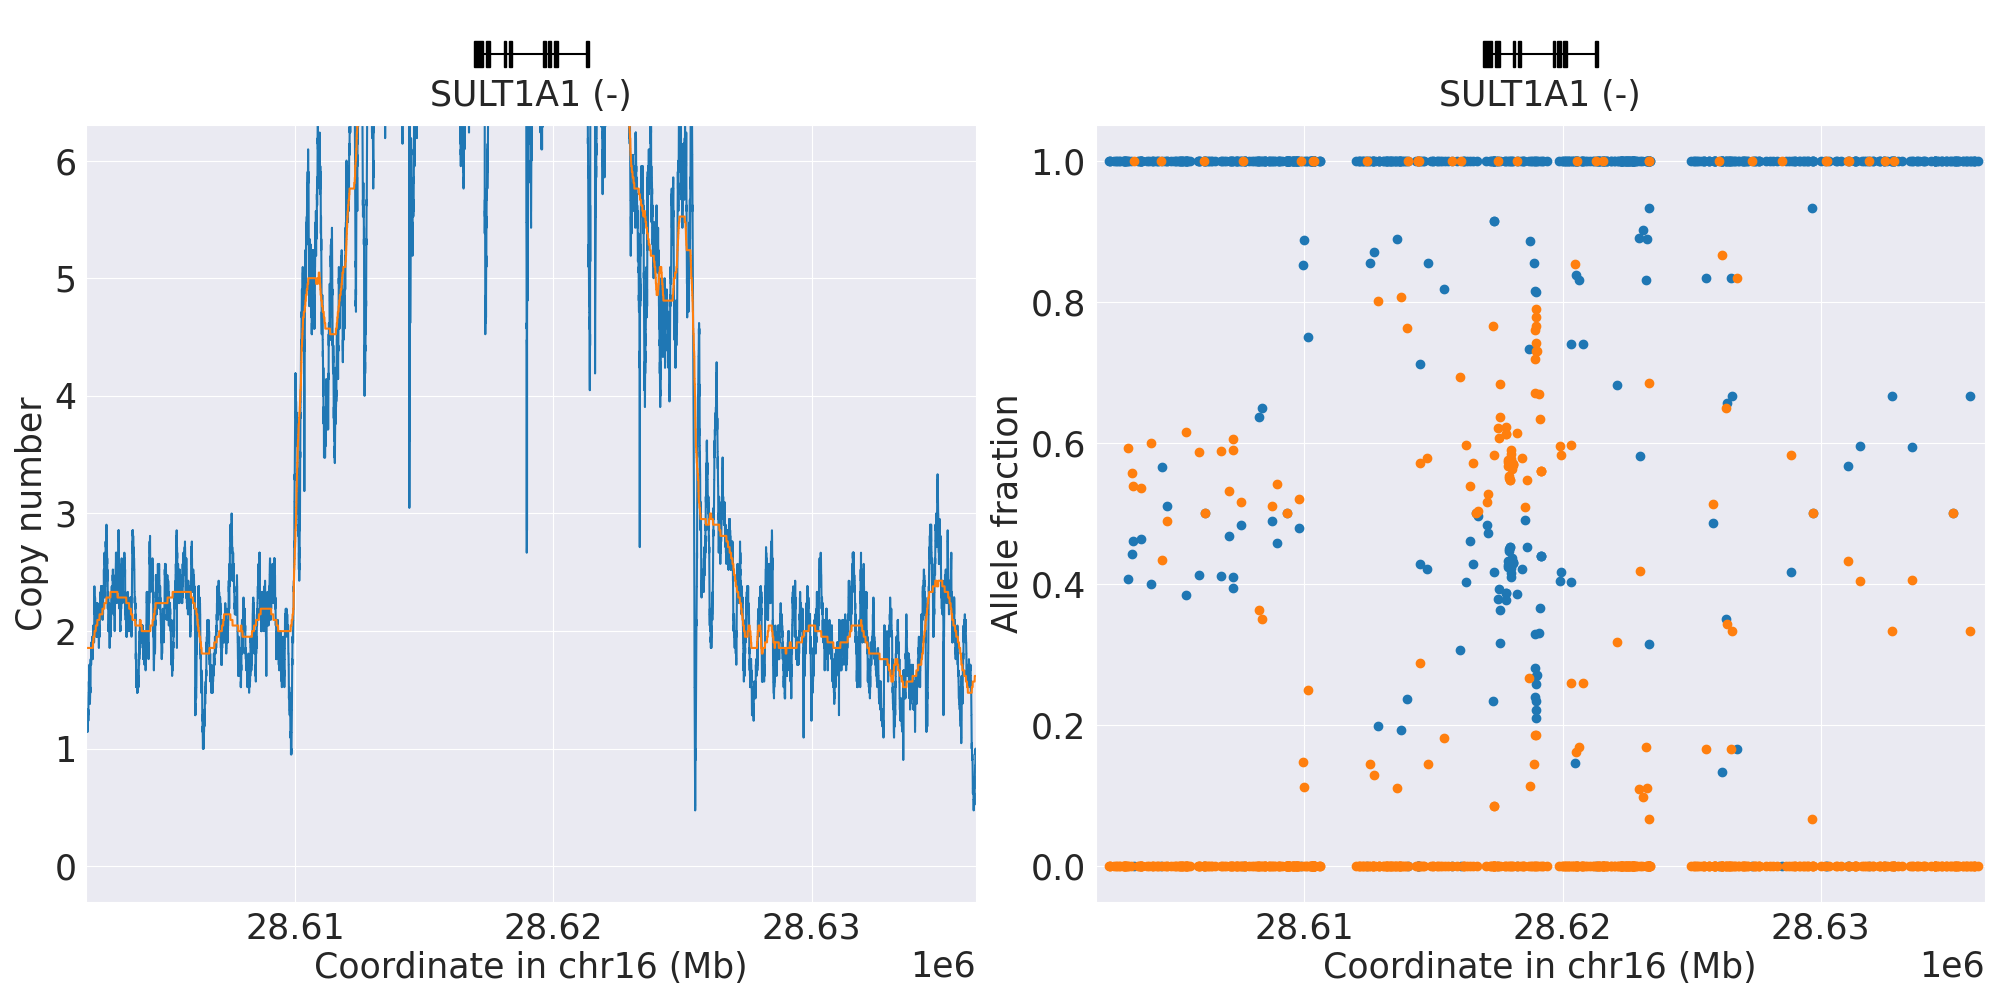 SULT1A1 (-)
Copy number
6
5
4
3
2
1
0
28.61 28.62 28.63
Coordinate in chr16 (Mb) 1e6
SULT1A1 (-)
Allele fraction
1.0
0.8
0.6
0.4
0.2
0.0
28.61 28.62 28.63
Coordinate in chr16 (Mb) 1e6